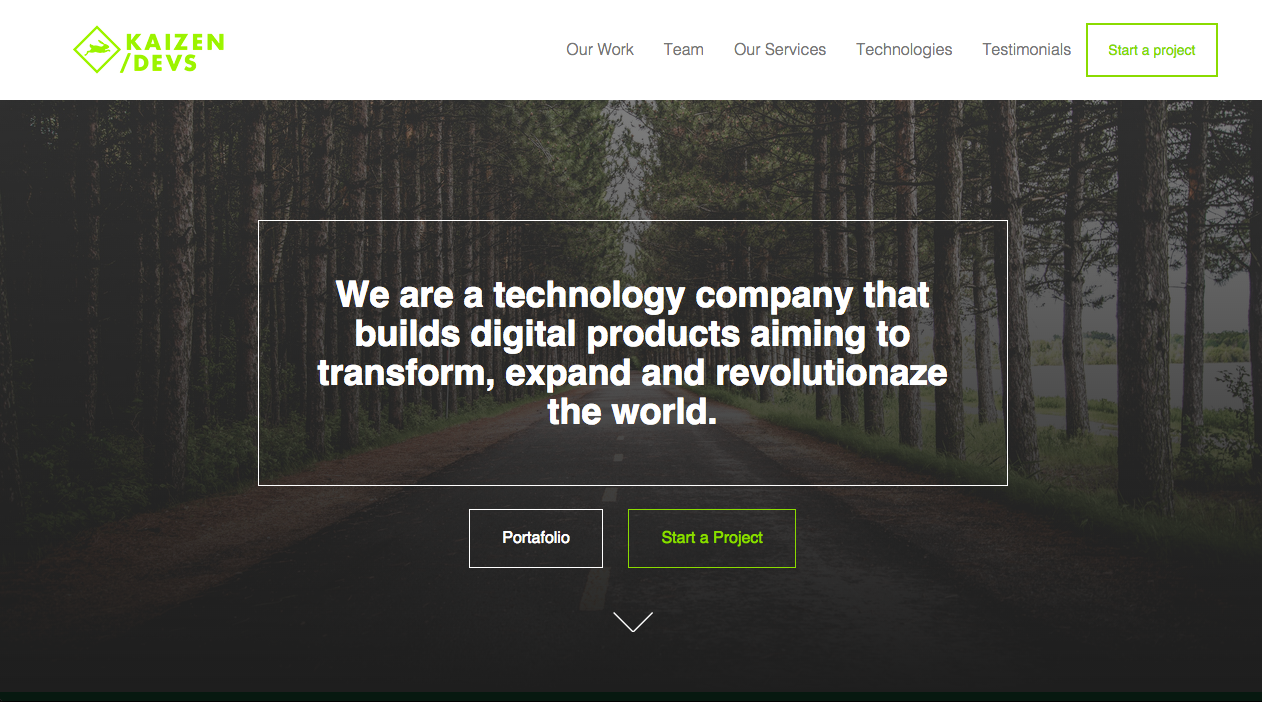 KAIZEN
/DEVS
Our Work
Team
Our Services
Technologies
Testimonials
Start a project
We are a technology company that
builds digital products aiming to
transform, expand and revolutionaze
the world.
Portafolio
Start a Project